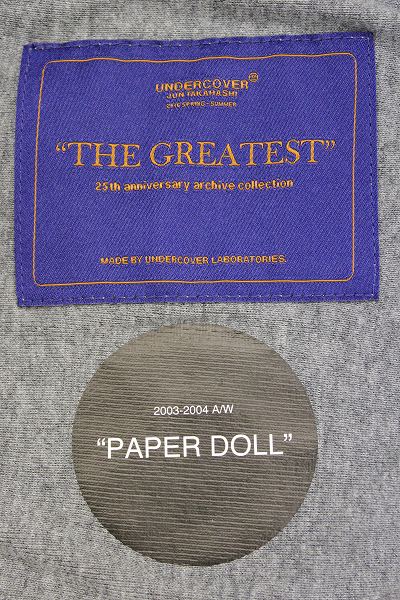 UNDERCOVER
JUN TAKAHASHI
2016 SPRING - SUMMER
"THE GREATEST"
25th anniversary archive collection
MADE BY UNDERCOVER LABORATORIES.
2003-2004 A/W
"PAPER DOLL"